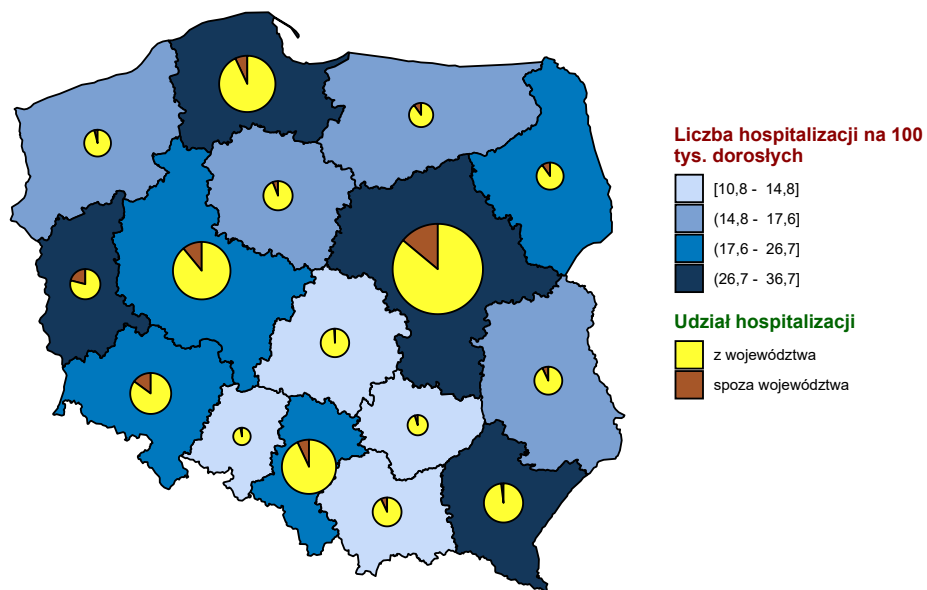 Liczba hospitalizacji na 100
tys. dorosłych
[10,8 - 14,8]
(14,8 - 17,6]
(17,6 - 26,7]
(26,7 - 36,7]
Udział hospitalizacji
z województwa
spoza województwa